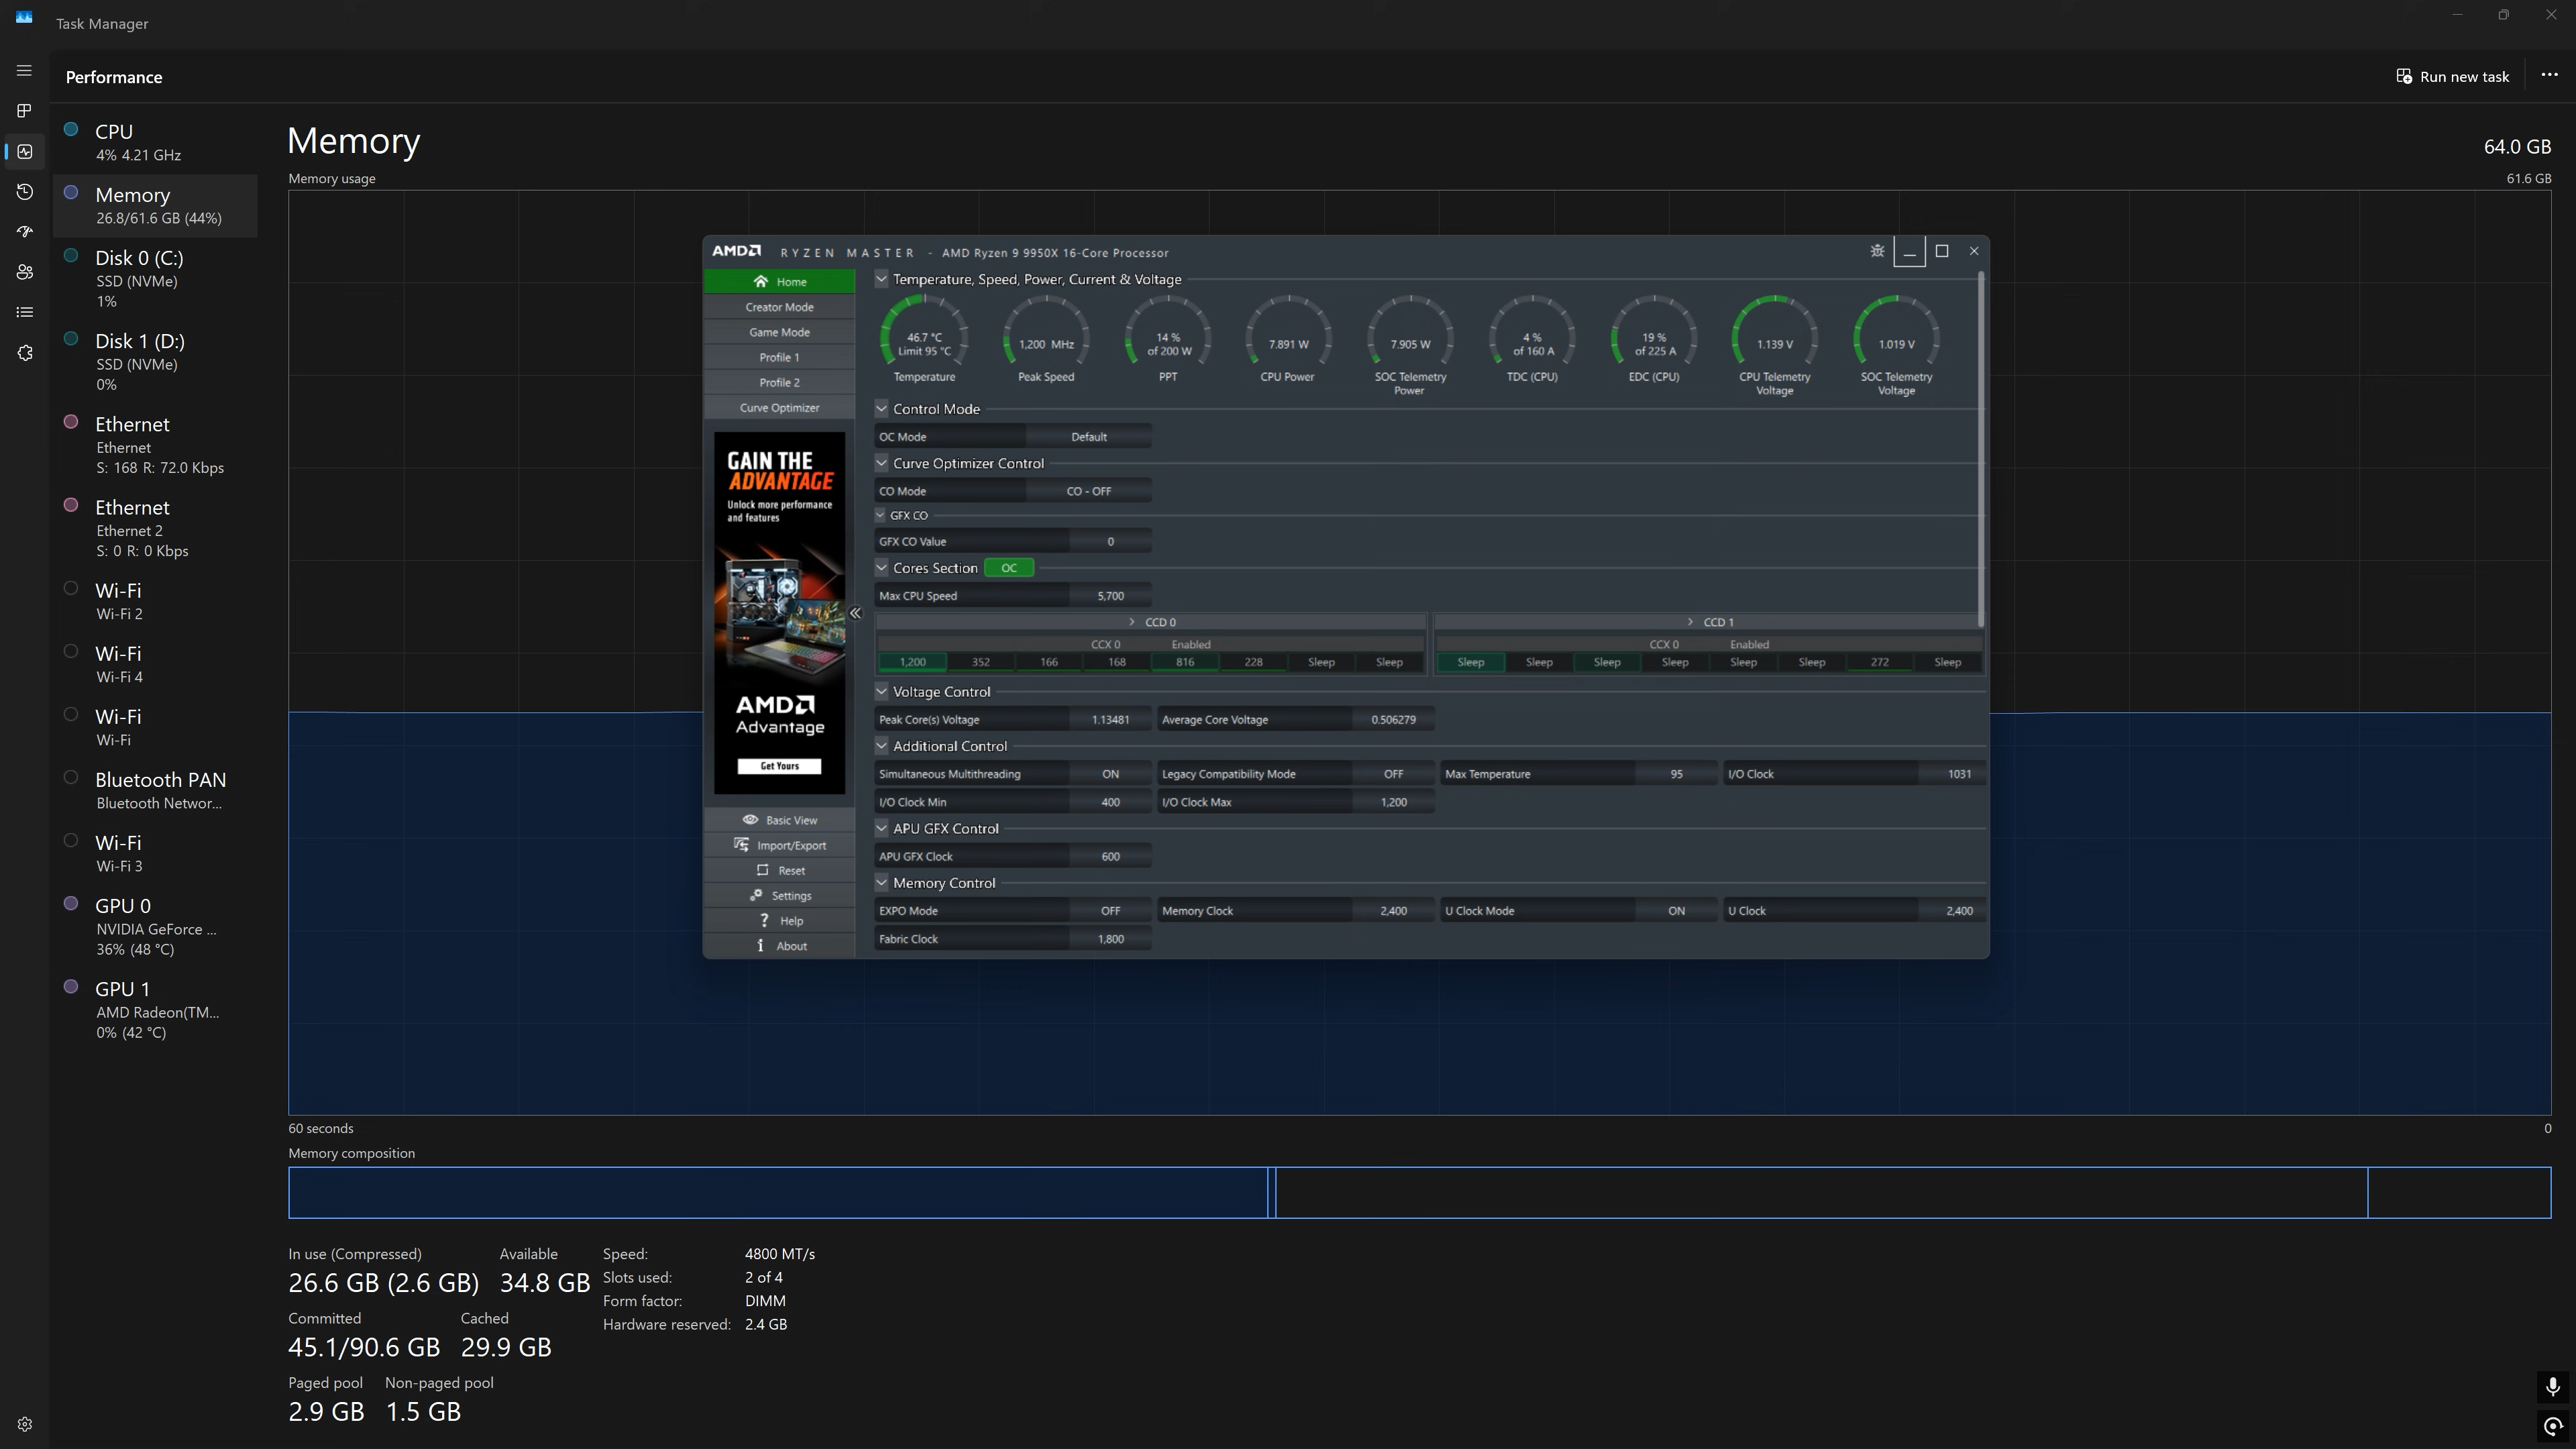 Task Manager
Performance
Run new task
CPU
4% 4.21 GHz
Memory
26.8/61.6 GB (44%)
Disk 0 (C:)
SSD (NVMe)
1%
Disk 1 (D:)
SSD (NVMe)
0%
Ethernet
Ethernet
S: 168 R: 72.0 Kbps
Ethernet
Ethernet 2
S: 0 R: 0 Kbps
Wi-Fi
Wi-Fi 2
Wi-Fi
Wi-Fi 4
Wi-Fi
Wi-Fi
Bluetooth PAN
Bluetooth Networ...
Wi-Fi
Wi-Fi 3
GPU 0
NVIDIA GeForce ...
36% (48 °C)
GPU 1
AMD Radeon(TM...
0% (42 °C)
Memory
64.0 GB
Memory usage
61.6 GB
AMD RYZEN MASTER - AMD Ryzen 9 9950X 16-Core Processor
Home
Creator Mode
Game Mode
Profile 1
Profile 2
Curve Optimizer
GAIN THE
ADVANTAGE
Unlock more performance
and features
AMD
Advantage
Get Yours
Basic View
Import/Export
Reset
Settings
Help
About
Temperature, Speed, Power, Current & Voltage
46.7 °C
Limit 95 °C
Temperature
1,200 MHz
Peak Speed
14 %
of 200 W
PPT
7.891 W
CPU Power
7.905 W
SOC Telemetry
Power
4 %
of 160 A
TDC (CPU)
19 %
of 225 A
EDC (CPU)
1.139 V
CPU Telemetry
Voltage
1.019 V
SOC Telemetry
Voltage
Control Mode
OC Mode Default
Curve Optimizer Control
CO Mode CO - OFF
GFX CO
GFX CO Value 0
Cores Section OC
Max CPU Speed 5,700
CCD 0
CCX 0 Enabled
1,200 352 166 168 816 228 Sleep Sleep
CCD 1
CCX 0 Enabled
Sleep Sleep Sleep Sleep Sleep Sleep 272 Sleep
Voltage Control
Peak Core(s) Voltage 1.13481 Average Core Voltage 0.506279
Additional Control
Simultaneous Multithreading ON Legacy Compatibility Mode OFF Max Temperature 95 I/O Clock 1031
I/O Clock Min 400 I/O Clock Max 1,200
APU GFX Control
APU GFX Clock 600
Memory Control
EXPO Mode OFF Memory Clock 2,400 U Clock Mode ON U Clock 2,400
Fabric Clock 1,800
60 seconds 0
Memory composition
In use (Compressed)
26.6 GB (2.6 GB)
Available
34.8 GB
Committed
45.1/90.6 GB
Cached
29.9 GB
Paged pool
2.9 GB
Non-paged pool
1.5 GB
Speed: 4800 MT/s
Slots used: 2 of 4
Form factor: DIMM
Hardware reserved: 2.4 GB